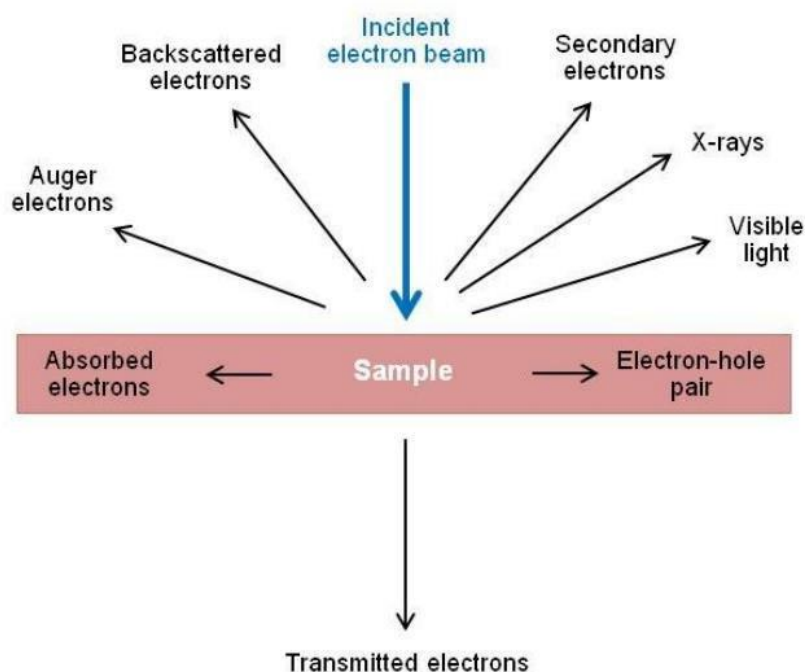 Incident
electron beam
Backscattered
electrons
Secondary
electrons
X-rays
Auger
electrons
Visible
light
Absorbed
electrons
Sample
Electron-hole
pair
Transmitted electrons